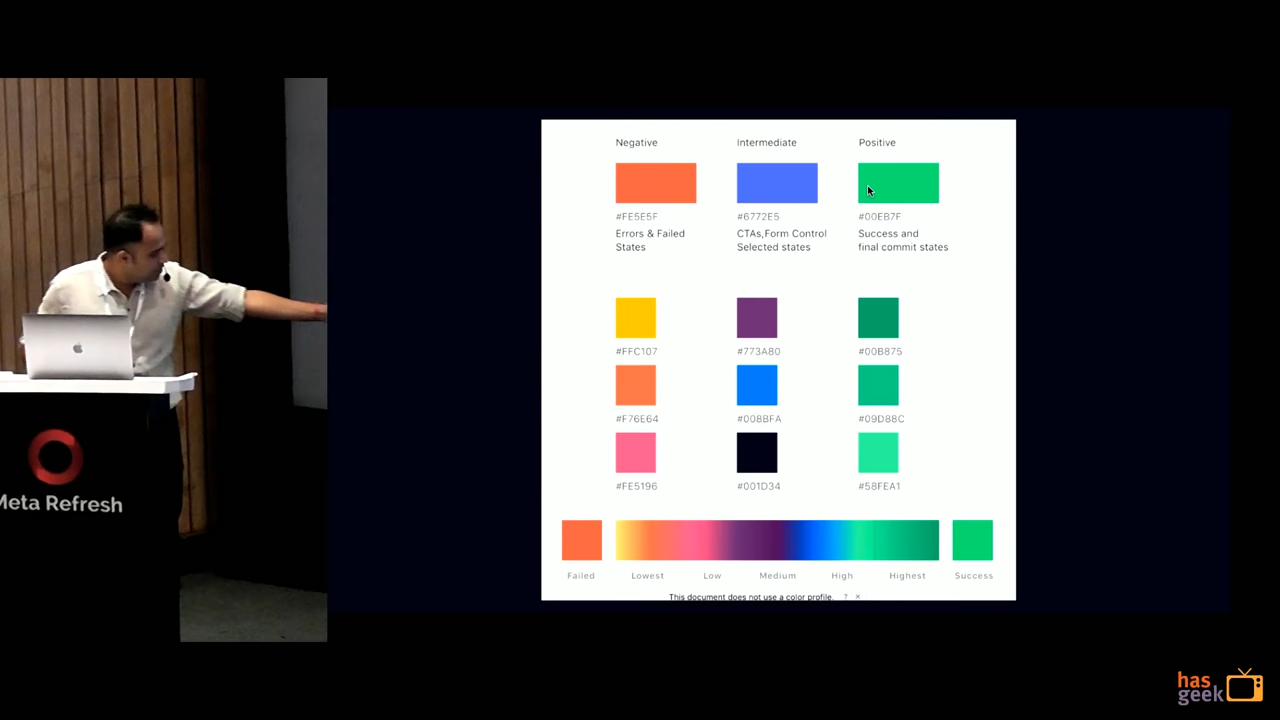 Negative
Intermediate
Positive
#FE5E5F
#6772E5
#00EB7F
Errors & Failed
States
CTAs,Form Control
Selected states
Success and
final commit states
#FFC107
#773A80
#00B875
#F76E64
#008BFA
#09D88C
#FE5196
#001D34
#58FEA1
Failed
Lowest
Low
Medium
High
Highest
Success
This document does not use a color profile. ? ×
Meta Refresh
has
geek